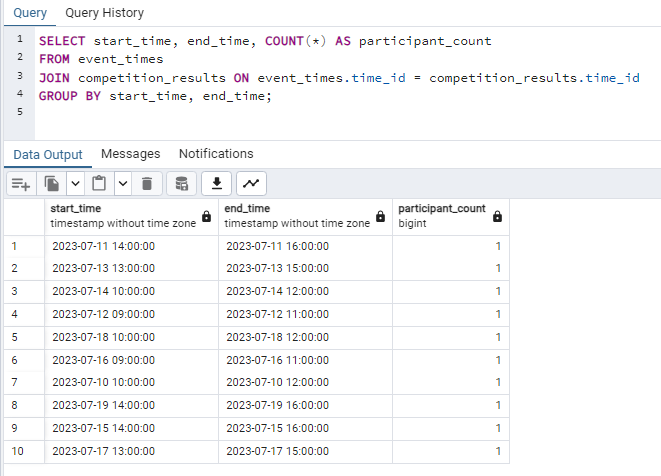 Query Query History
1 SELECT start_time, end_time, COUNT(*) AS participant_count
2 FROM event_times
3 JOIN competition_results ON event_times.time_id = competition_results.time_id
4 GROUP BY start_time, end_time;
5
Data Output Messages Notifications
start_time end_time participant_count
timestamp without time zone timestamp without time zone bigint
1 2023-07-11 14:00:00 2023-07-11 16:00:00 1
2 2023-07-13 13:00:00 2023-07-13 15:00:00 1
3 2023-07-14 10:00:00 2023-07-14 12:00:00 1
4 2023-07-12 09:00:00 2023-07-12 11:00:00 1
5 2023-07-18 10:00:00 2023-07-18 12:00:00 1
6 2023-07-16 09:00:00 2023-07-16 11:00:00 1
7 2023-07-10 10:00:00 2023-07-10 12:00:00 1
8 2023-07-19 14:00:00 2023-07-19 16:00:00 1
9 2023-07-15 14:00:00 2023-07-15 16:00:00 1
10 2023-07-17 13:00:00 2023-07-17 15:00:00 1